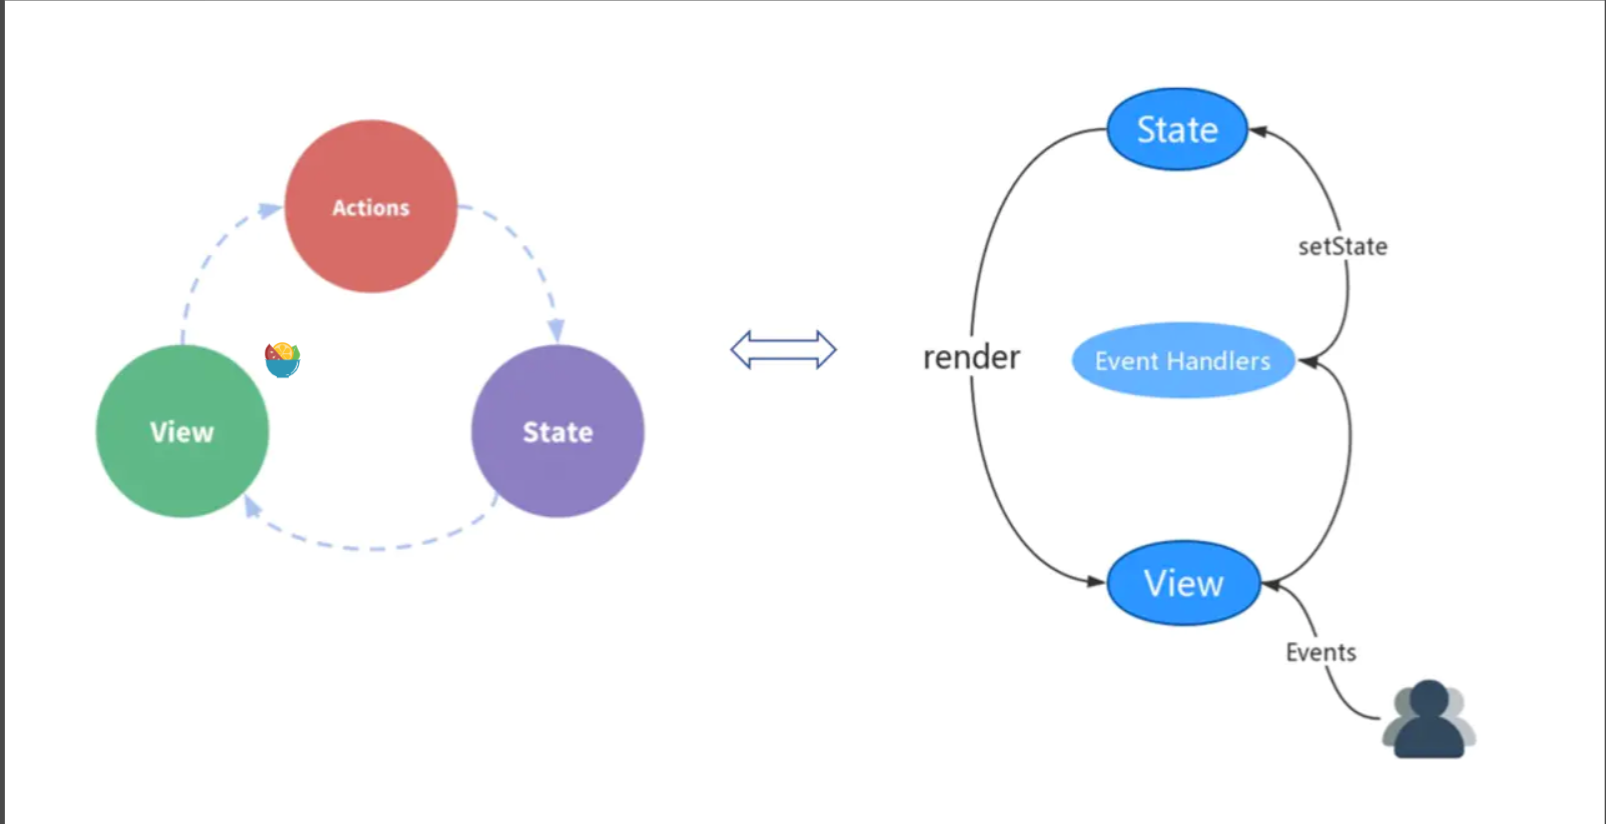 Actions
View
State
State
setState
render
Event Handlers
View
Events